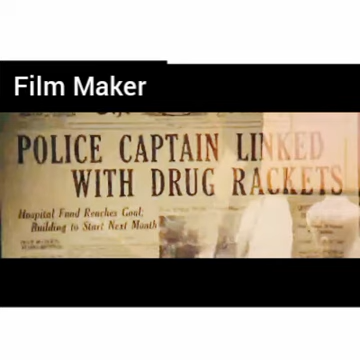 Film Maker
POLICE CAPTAIN LINKED
WITH DRUG RACKETS
Hospital Fund Reaches Goal;
Building to Start Next Month